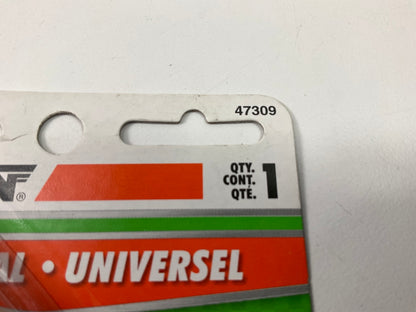 47309
QTY.
CONT. 1
QTÉ.
®
• UNIVERSEL